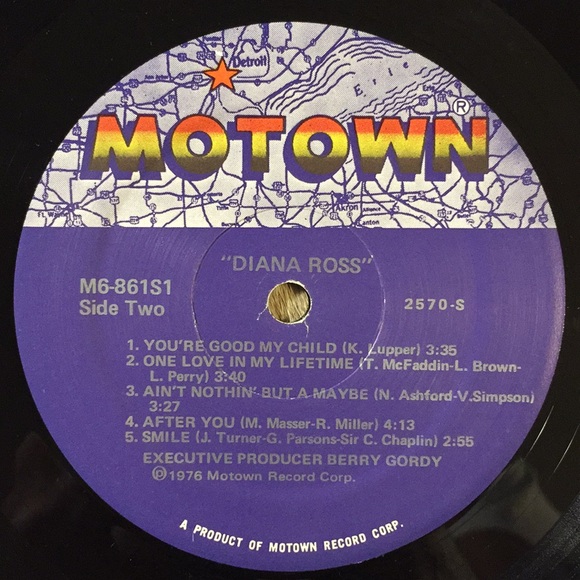 Detroit
Erie
MOTOWN®
Akron
Canton
"DIANA ROSS"
M6-861S1
Side Two
2570-S
1. YOU'RE GOOD MY CHILD (K. Lupper) 3:35
2. ONE LOVE IN MY LIFETIME (T. McFaddin-L. Brown-
L. Perry) 3:40
3. AIN'T NOTHIN' BUT A MAYBE (N. Ashford-V.Simpson)
3:27
4. AFTER YOU (M. Masser-R. Miller) 4:13
5. SMILE (J. Turner-G. Parsons-Sir C. Chaplin) 2:55
EXECUTIVE PRODUCER BERRY GORDY
℗1976 Motown Record Corp.
A PRODUCT OF MOTOWN RECORD CORP.